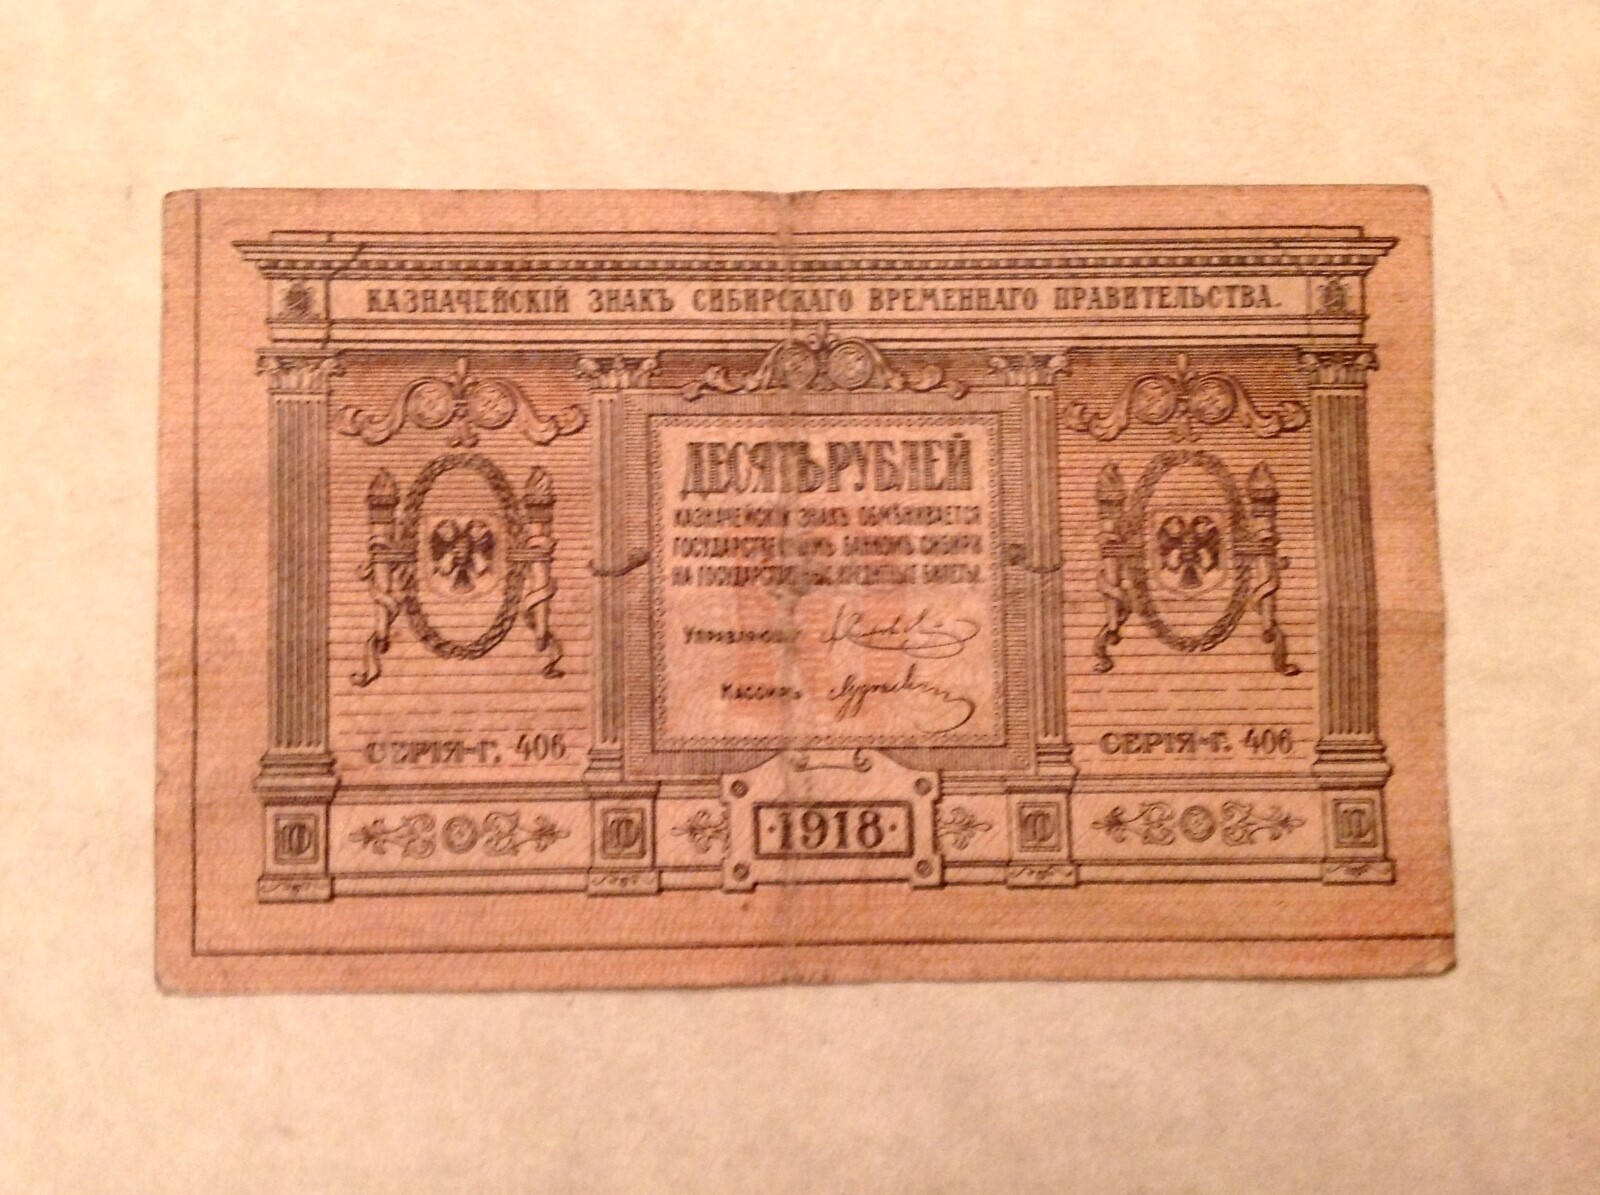 КАЗНАЧЕЙСКІЙ ЗНАКЪ СИБИРСКАГО ВРЕМЕННАГО ПРАВИТЕЛЬСТВА.
ДЕСЯТЬ РУБЛЕЙ
КАЗНАЧЕЙСКІЙ ЗНАКЪ ОБМѢНИВАЕТСЯ
ГОСУДАРСТВЕННЫМЪ БАНКОМЪ СИБИРИ
НА ГОСУДАРСТВЕННЫЕ КРЕДИТНЫЕ БИЛЕТЫ.
УПРАВЛЯЮЩІЙ
КАССИРЪ
СЕРІЯ-Г. 406
СЕРІЯ-Г. 406
·1918·